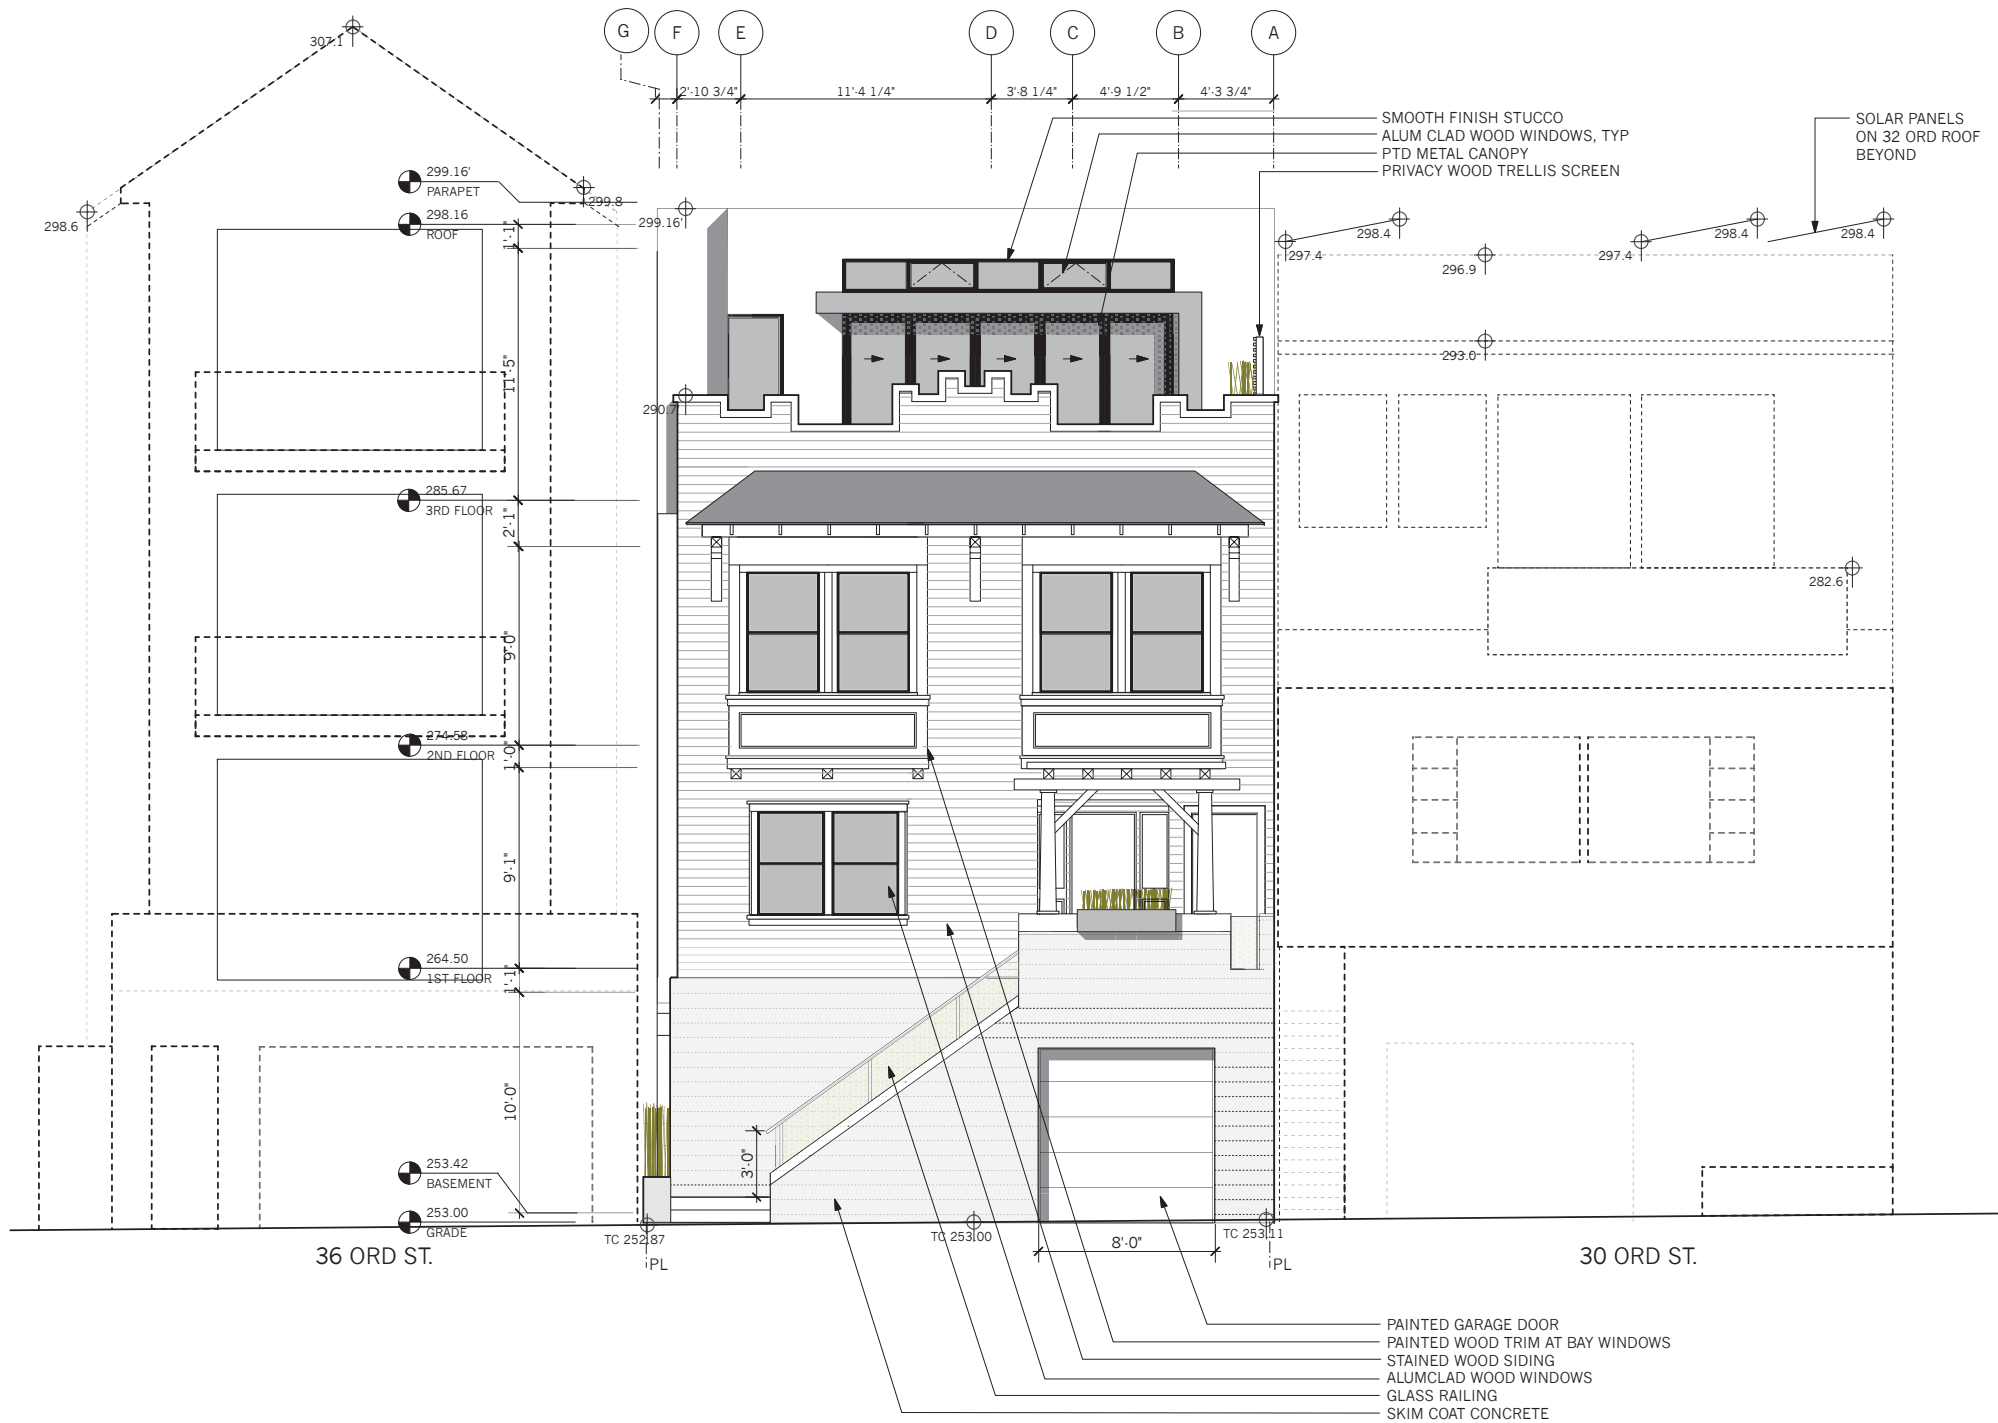 G
F
E
D
C
B
A
307.1
2'-10 3/4"
11'-4 1/4"
3'-8 1/4"
4'-9 1/2"
4'-3 3/4"
SMOOTH FINISH STUCCO
ALUM CLAD WOOD WINDOWS, TYP
PTD METAL CANOPY
PRIVACY WOOD TRELLIS SCREEN
SOLAR PANELS
ON 32 ORD ROOF
BEYOND
299.16'
PARAPET
298.16
ROOF
298.6
299.8
299.16'
297.4
298.4
296.9
297.4
298.4
298.4
293.0
290.7
282.6
1'-1"
11'-5"
285.67
3RD FLOOR
2'-1"
9'-0"
274.58
2ND FLOOR
1'-0"
9'-1"
264.50
1ST FLOOR
1'-1"
10'-0"
3'-0"
253.42
BASEMENT
253.00
GRADE
TC 252.87
TC 253.00
TC 253.11
8'-0"
PL
PL
36 ORD ST.
30 ORD ST.
PAINTED GARAGE DOOR
PAINTED WOOD TRIM AT BAY WINDOWS
STAINED WOOD SIDING
ALUMCLAD WOOD WINDOWS
GLASS RAILING
SKIM COAT CONCRETE